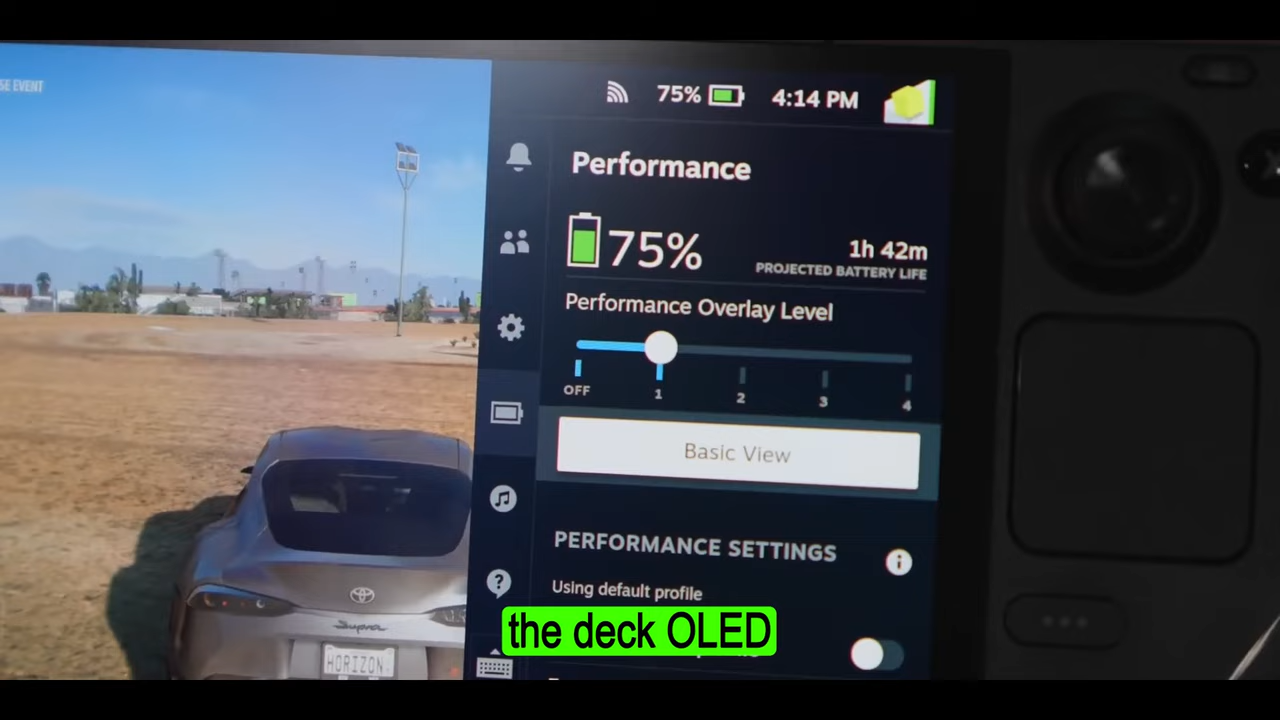 SE EVENT
75%
4:14 PM
Performance
75%
1h 42m
PROJECTED BATTERY LIFE
Performance Overlay Level
OFF 1 2 3 4
Basic View
PERFORMANCE SETTINGS
Using default profile
the deck OLED
Supra
HORIZON